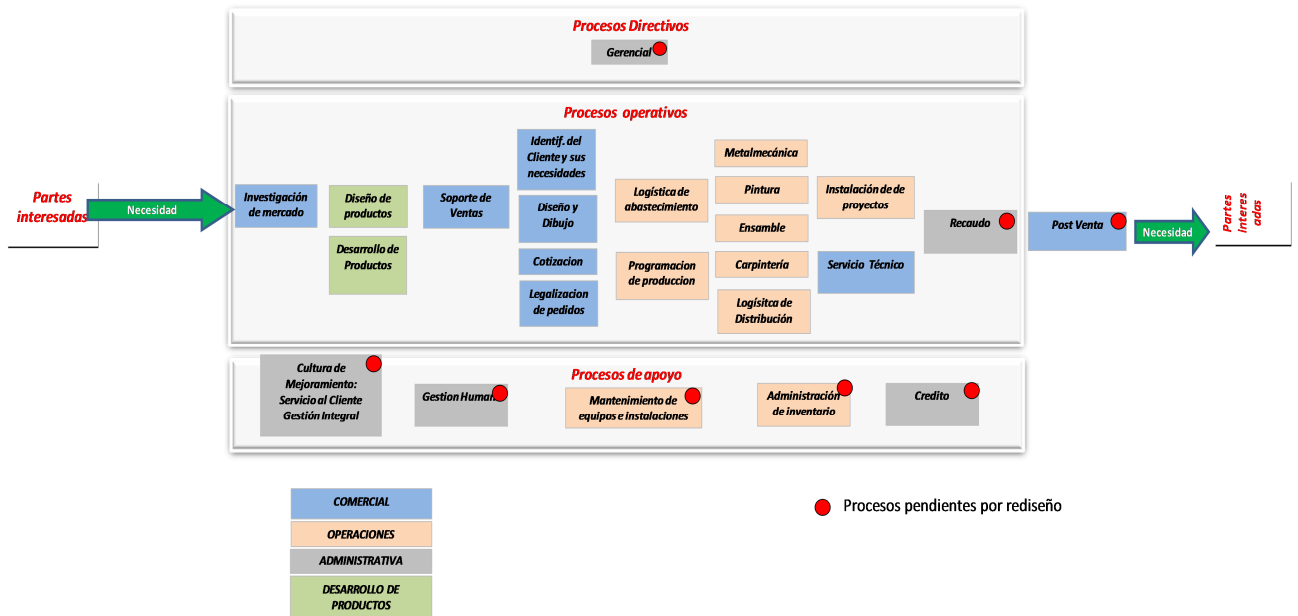 Procesos Directivos
Gerencial
Procesos operativos
Partes
interesadas
Necesidad
Investigación
de mercado
Diseño de
productos
Desarrollo de
Productos
Soporte de
Ventas
Identif. del
Cliente y sus
necesidades
Diseño y
Dibujo
Cotizacion
Legalizacion
de pedidos
Logística de
abastecimiento
Programacion
de produccion
Metalmecánica
Pintura
Ensamble
Carpintería
Logísitca de
Distribución
Instalación de de
proyectos
Servicio Técnico
Recaudo
Post Venta
Necesidad
Partes
Interes
adas
Procesos de apoyo
Cultura de
Mejoramiento:
Servicio al Cliente
Gestión Integral
Gestion Human
Mantenimiento de
equipos e instalaciones
Administración
de inventario
Credito
COMERCIAL
OPERACIONES
ADMINISTRATIVA
DESARROLLO DE
PRODUCTOS
Procesos pendientes por rediseño